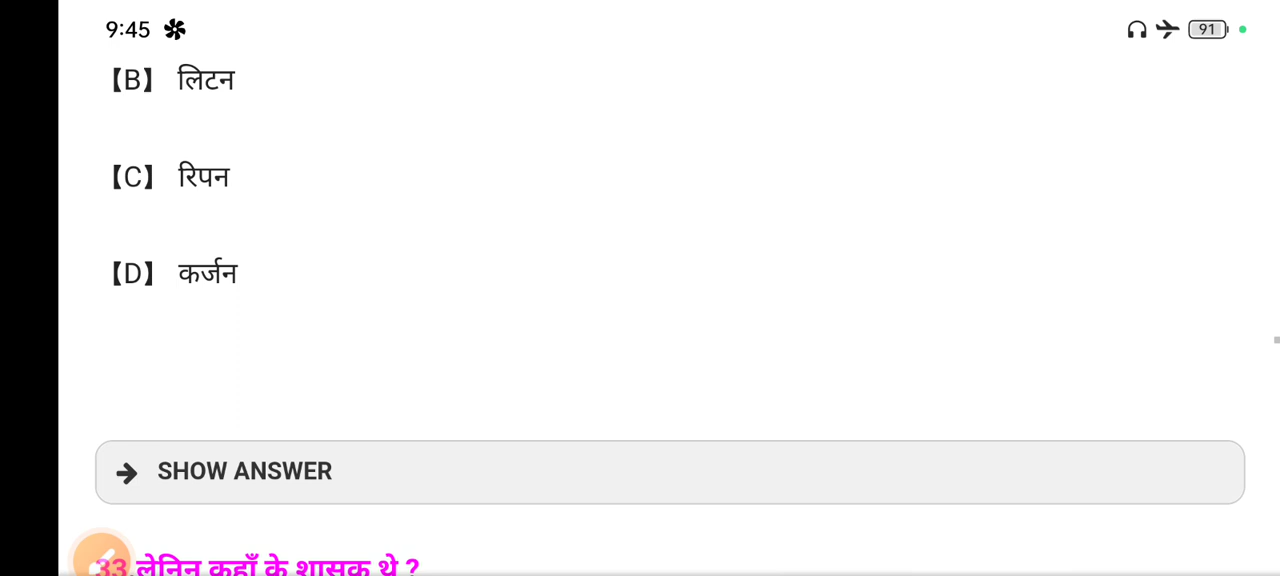 9:45
91
【B】 लिटन
【C】 रिपन
【D】 कर्जन
→ SHOW ANSWER
33.लेनिन कहाँ के शासक थे ?